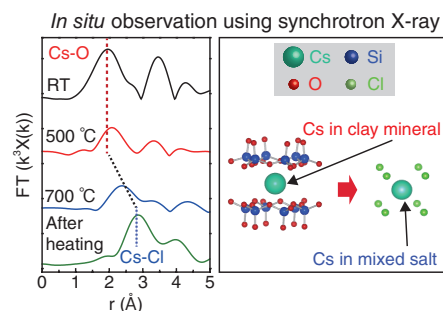 In situ observation using synchrotron X-ray
Cs-O
RT
500 ℃
700 ℃
After
heating
Cs-Cl
FT (k³X(k))
0 1 2 3 4 5
r (Å)
Cs Si
O Cl
Cs in clay mineral
Cs in mixed salt